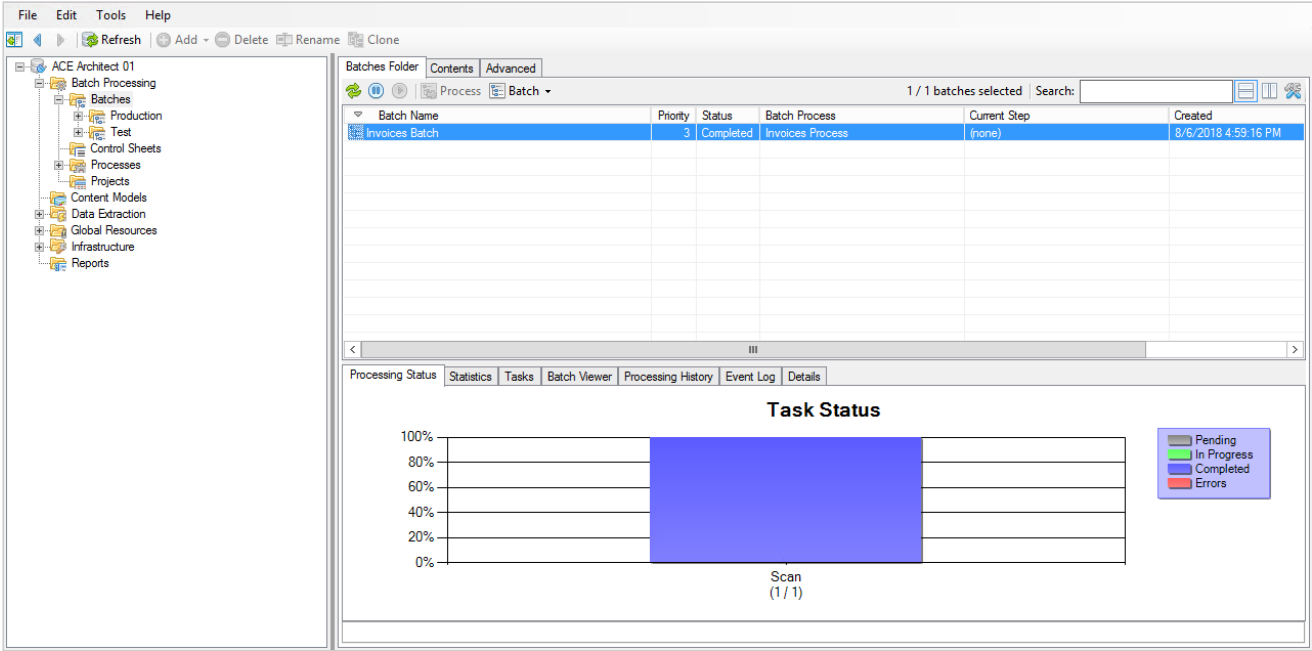 File Edit Tools Help
Refresh Add Delete Rename Clone
ACE Architect 01
Batch Processing
Batches
Production
Test
Control Sheets
Processes
Projects
Content Models
Data Extraction
Global Resources
Infrastructure
Reports
Batches Folder Contents Advanced
Process Batch 1 / 1 batches selected Search:
Batch Name Priority Status Batch Process Current Step Created
Invoices Batch 3 Completed Invoices Process (none) 8/6/2018 4:59:16 PM
Processing Status Statistics Tasks Batch Viewer Processing History Event Log Details
Task Status
100%
80%
60%
40%
20%
0%
Scan
(1 / 1)
Pending
In Progress
Completed
Errors